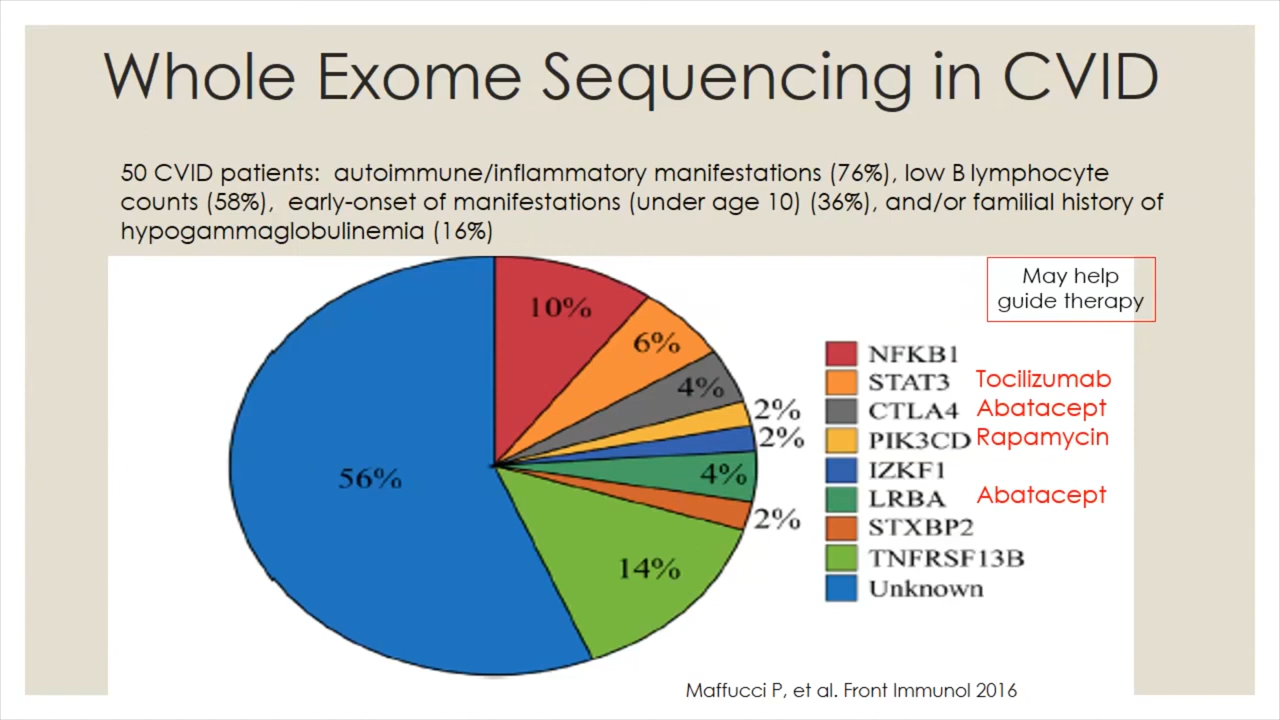 Whole Exome Sequencing in CVID
50 CVID patients:  autoimmune/inflammatory manifestations (76%), low B lymphocyte
counts (58%),  early-onset of manifestations (under age 10) (36%), and/or familial history of
hypogammaglobulinemia (16%)
May help
guide therapy
10%
6%
4%
2%
2%
4%
2%
14%
56%
NFKB1
STAT3 Tocilizumab
CTLA4 Abatacept
PIK3CD Rapamycin
IZKF1
LRBA Abatacept
STXBP2
TNFRSF13B
Unknown
Maffucci P, et al. Front Immunol 2016